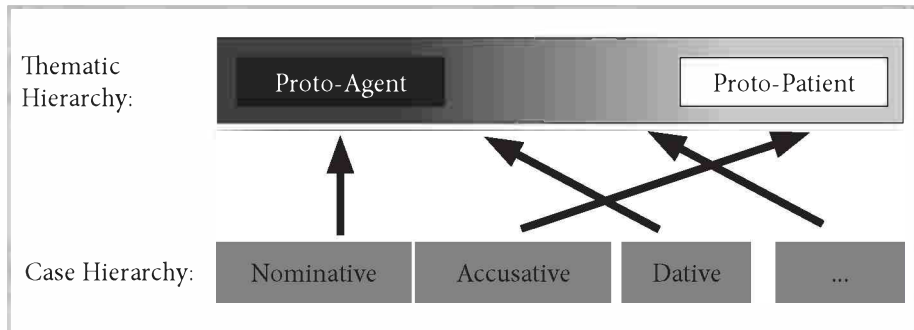 Thematic
Hierarchy:
Proto-Agent
Proto-Patient
Case Hierarchy:
Nominative
Accusative
Dative
...